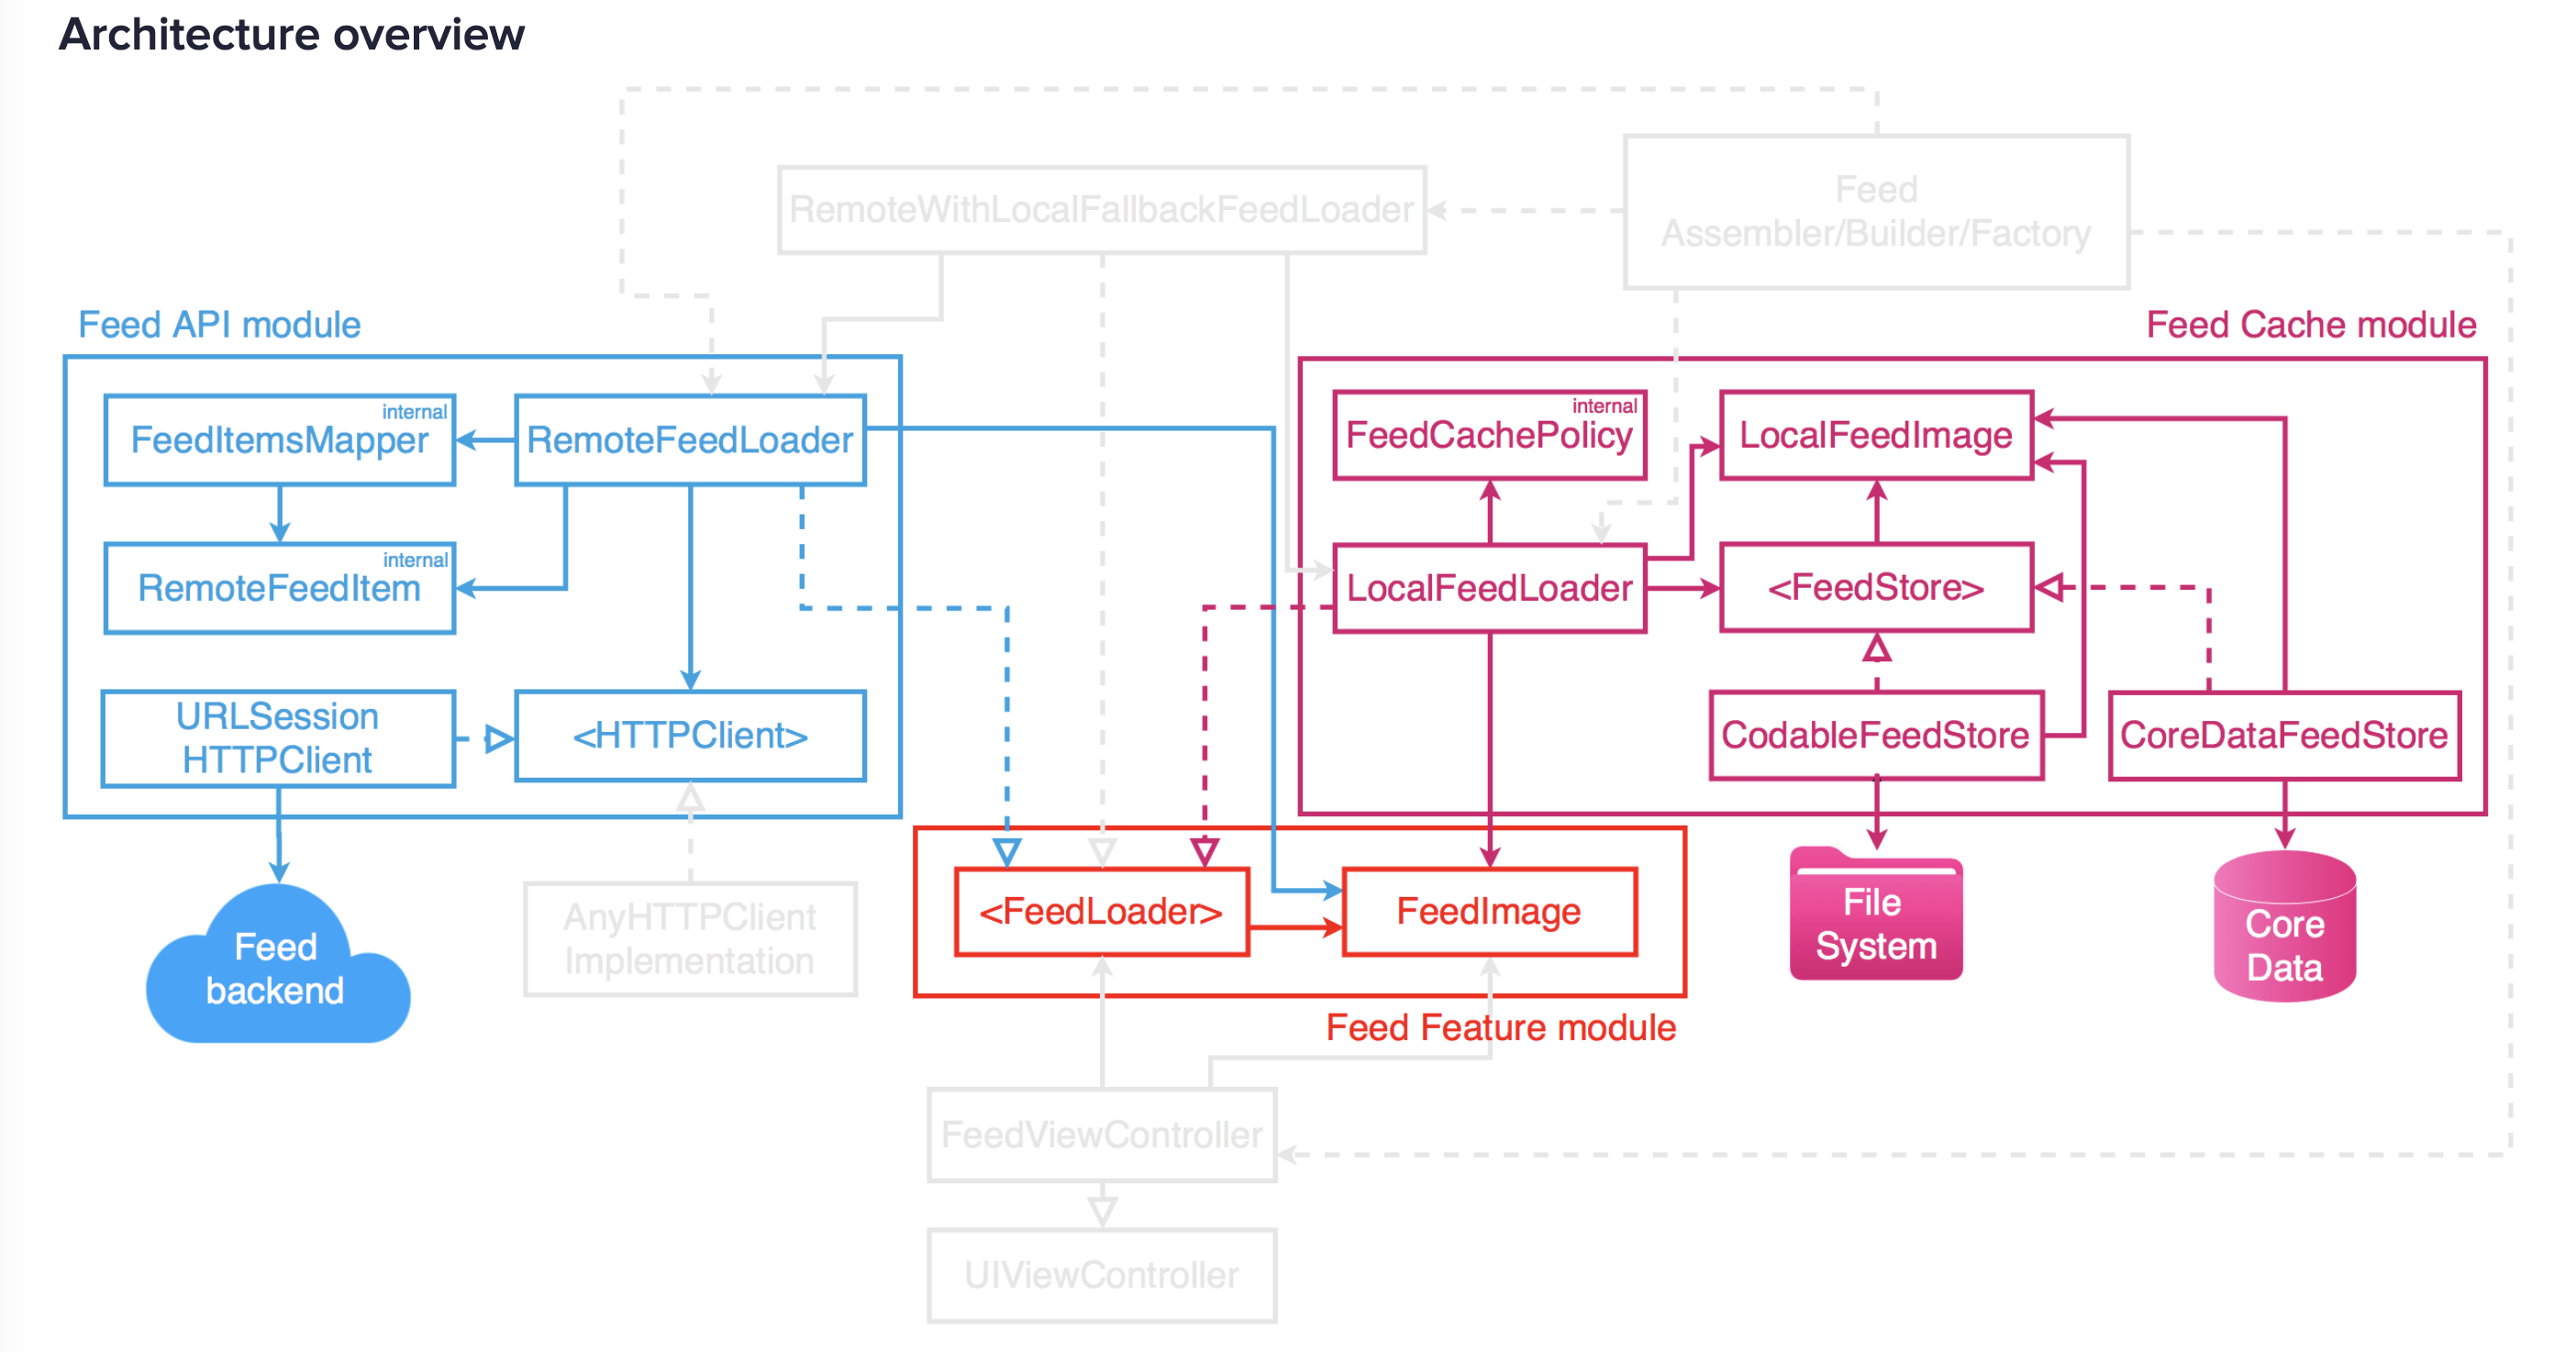 Architecture overview
RemoteWithLocalFallbackFeedLoader
Feed
Assembler/Builder/Factory
Feed API module
Feed Cache module
internal
FeedItemsMapper
RemoteFeedLoader
internal
FeedCachePolicy
LocalFeedImage
internal
RemoteFeedItem
LocalFeedLoader
<FeedStore>
URLSession
HTTPClient
<HTTPClient>
CodableFeedStore
CoreDataFeedStore
AnyHTTPClient
Implementation
<FeedLoader>
FeedImage
File
System
Core
Data
Feed
backend
Feed Feature module
FeedViewController
UIViewController